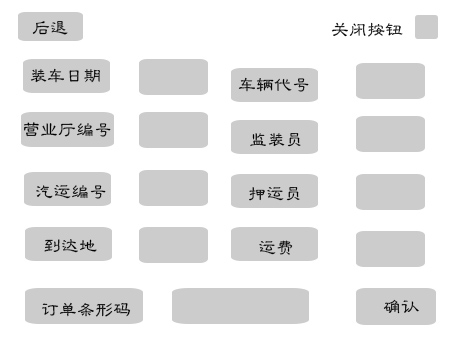 后退 关闭按钮
装车日期 车辆代号
营业厅编号 监装员
汽运编号 押运员
到达地 运费
订单条形码 确认